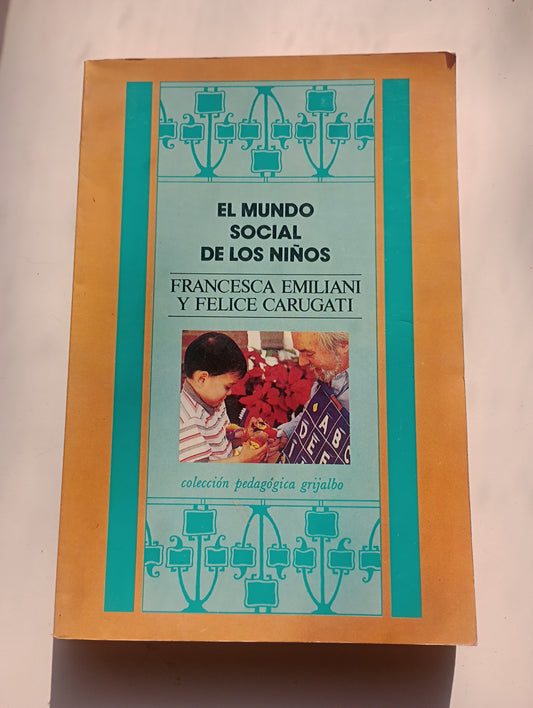 EL MUNDO
SOCIAL
DE LOS NIÑOS
FRANCESCA EMILIANI
Y FELICE CARUGATI
A B C
D E F
colección pedagógica grijalbo